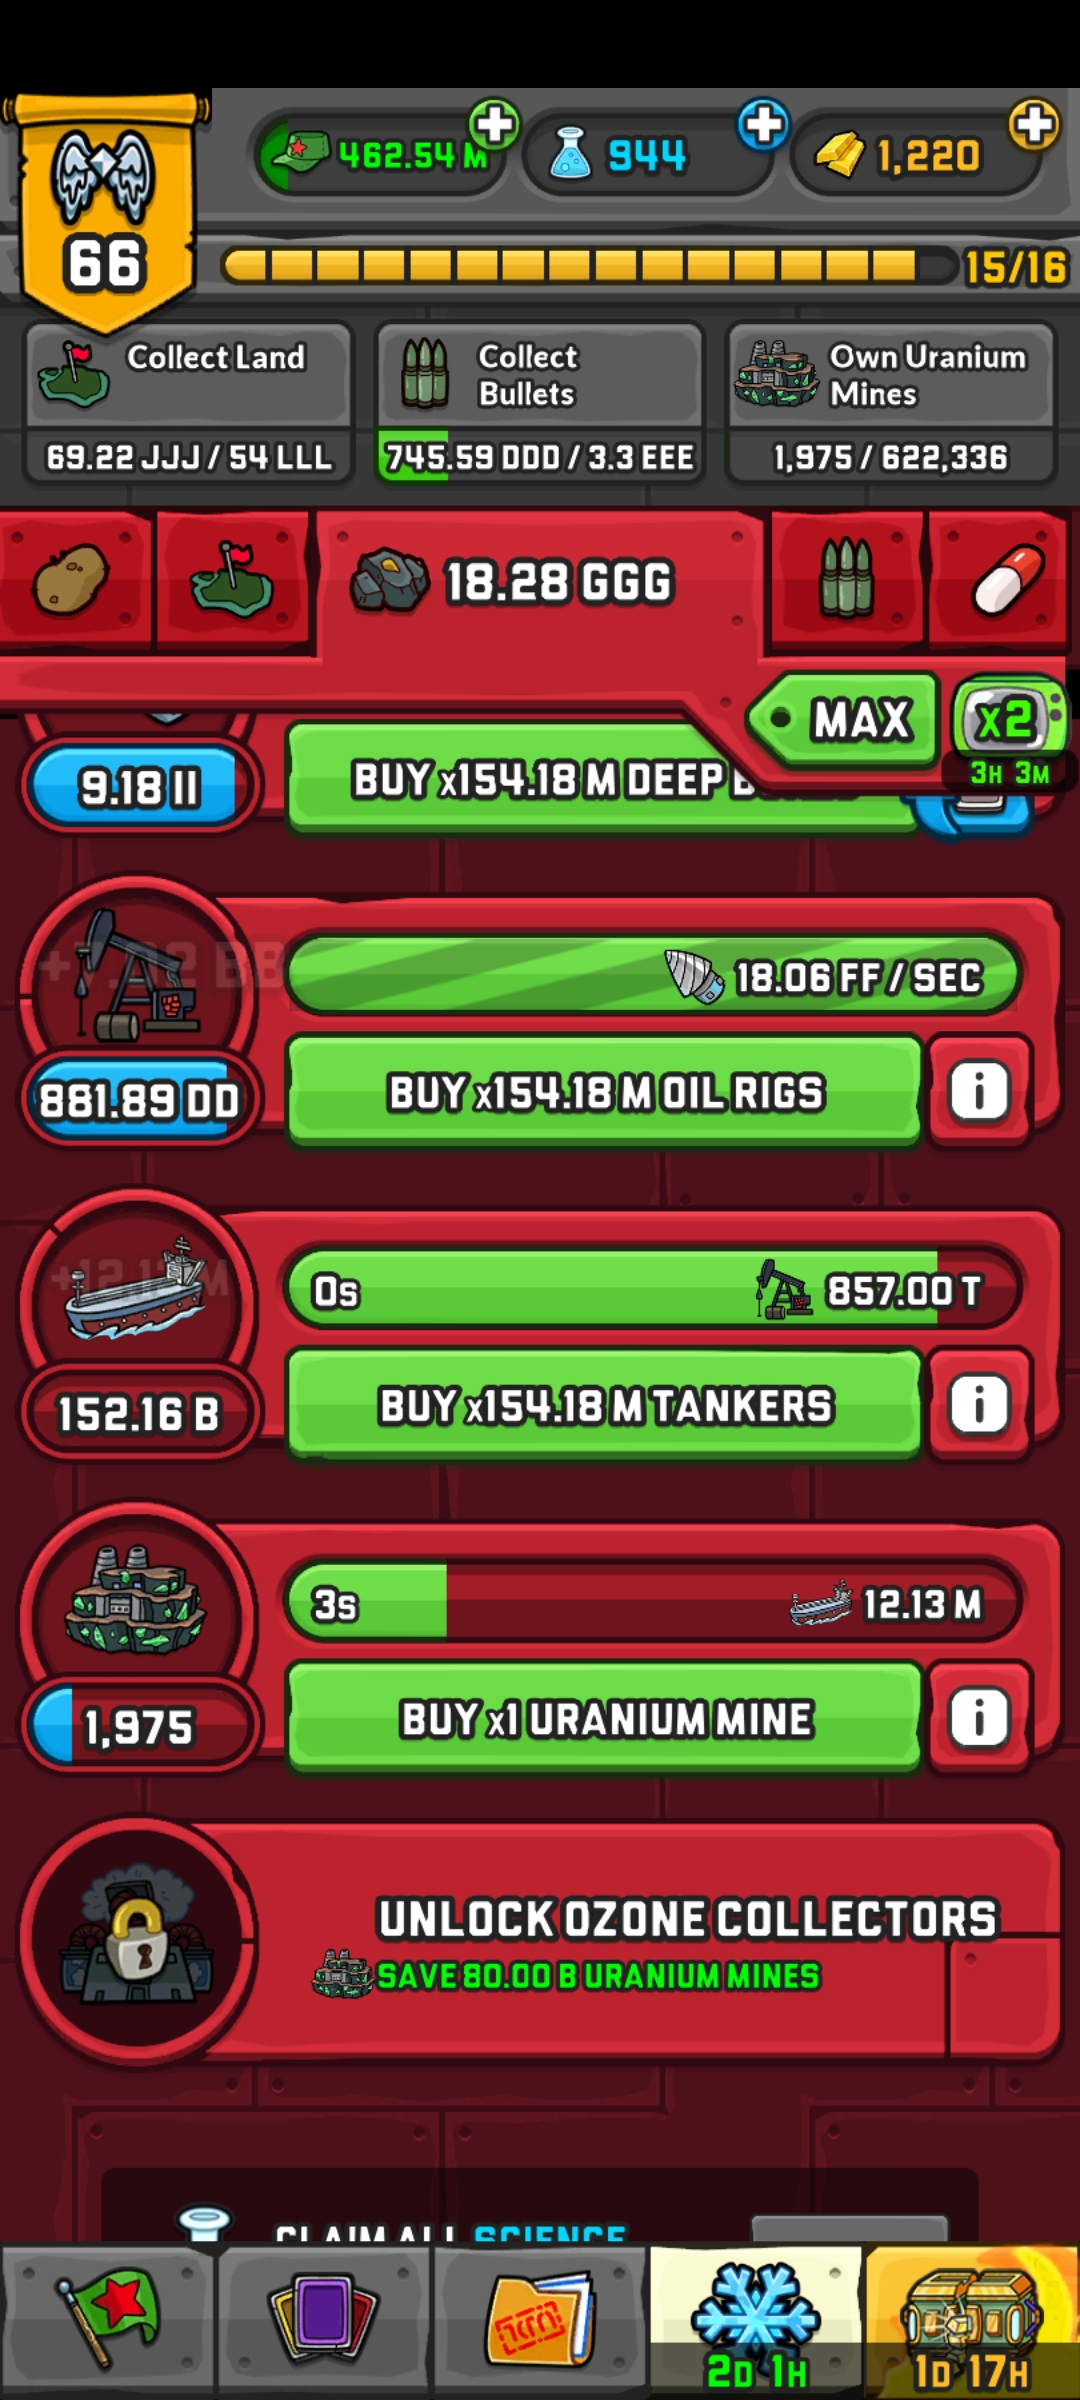 462.54 M
944
1,220
66
15/16
Collect Land
69.22 JJJ / 54 LLL
Collect
Bullets
745.59 DDD / 3.3 EEE
Own Uranium
Mines
1,975 / 622,336
18.28 GGG
MAX
x2
3H 3M
9.18 II
BUY x154.18 M DEEP
18.06 FF / SEC
881.89 DD
BUY x154.18 M OIL RIGS
0s
857.00 T
152.16 B
BUY x154.18 M TANKERS
3s
12.13 M
1,975
BUY x1 URANIUM MINE
UNLOCK OZONE COLLECTORS
SAVE 80.00 B URANIUM MINES
CLAIM ALL SCIENCE
2D 1H
1D 17H